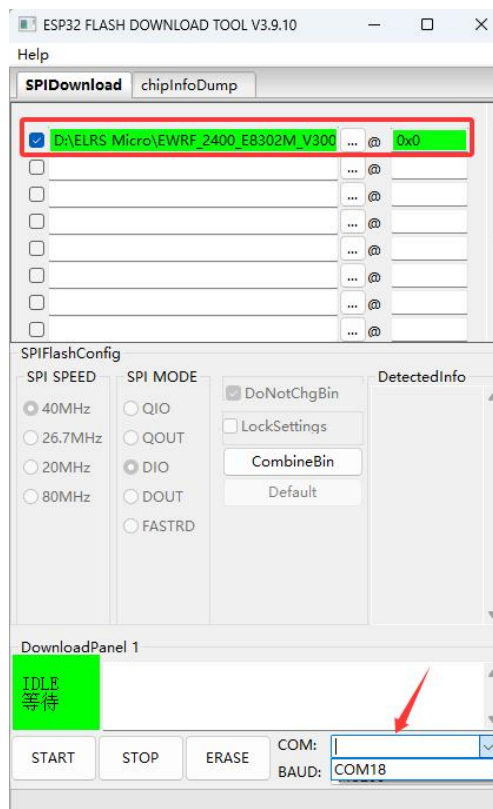 ESP32 FLASH DOWNLOAD TOOL V3.9.10
Help
SPIDownload chipInfoDump
D:\ELRS Micro\EWRF_2400_E8302M_V300 ... @ 0x0
... @
... @
... @
... @
... @
... @
... @
SPIFlashConfig
SPI SPEED SPI MODE DetectedInfo
DoNotChgBin
40MHz QIO
LockSettings
26.7MHz QOUT
20MHz DIO CombineBin
80MHz DOUT Default
FASTRD
DownloadPanel 1
IDLE
等待
START STOP ERASE COM:
BAUD: COM18